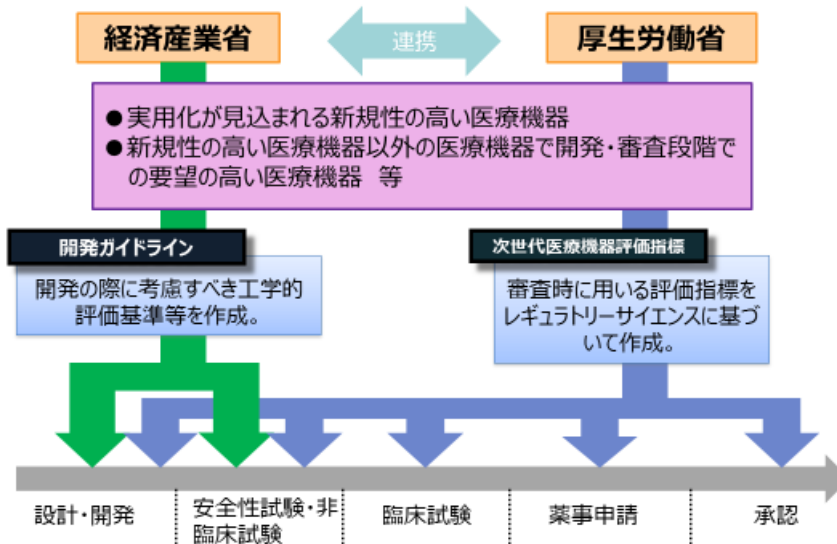 経済産業省
連携
厚生労働省
●実用化が見込まれる新規性の高い医療機器
●新規性の高い医療機器以外の医療機器で開発・審査段階で
の要望の高い医療機器 等
開発ガイドライン
開発の際に考慮すべき工学的
評価基準等を作成。
次世代医療機器評価指標
審査時に用いる評価指標を
レギュラトリーサイエンスに基づ
いて作成。
設計・開発
安全性試験・非
臨床試験
臨床試験
薬事申請
承認